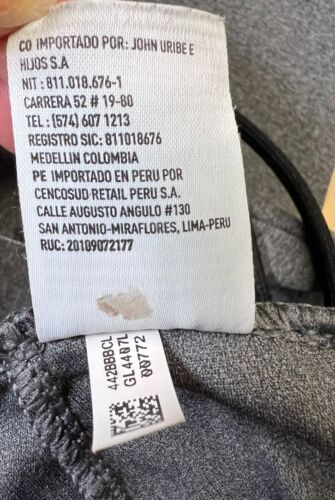 CO IMPORTADO POR: JOHN URIBE E
HIJOS S.A
NIT : 811.018.676-1
CARRERA 52 # 19-80
TEL: (574) 607 1213
REGISTRO SIC: 811018676
MEDELLIN COLOMBIA
PE IMPORTADO EN PERU POR
CENCOSUD RETAIL PERU S.A.
CALLE AUGUSTO ANGULO #130
SAN ANTONIO-MIRAFLORES, LIMA-PERU
RUC: 20109072177
442BBBCL
GL4407L
00772